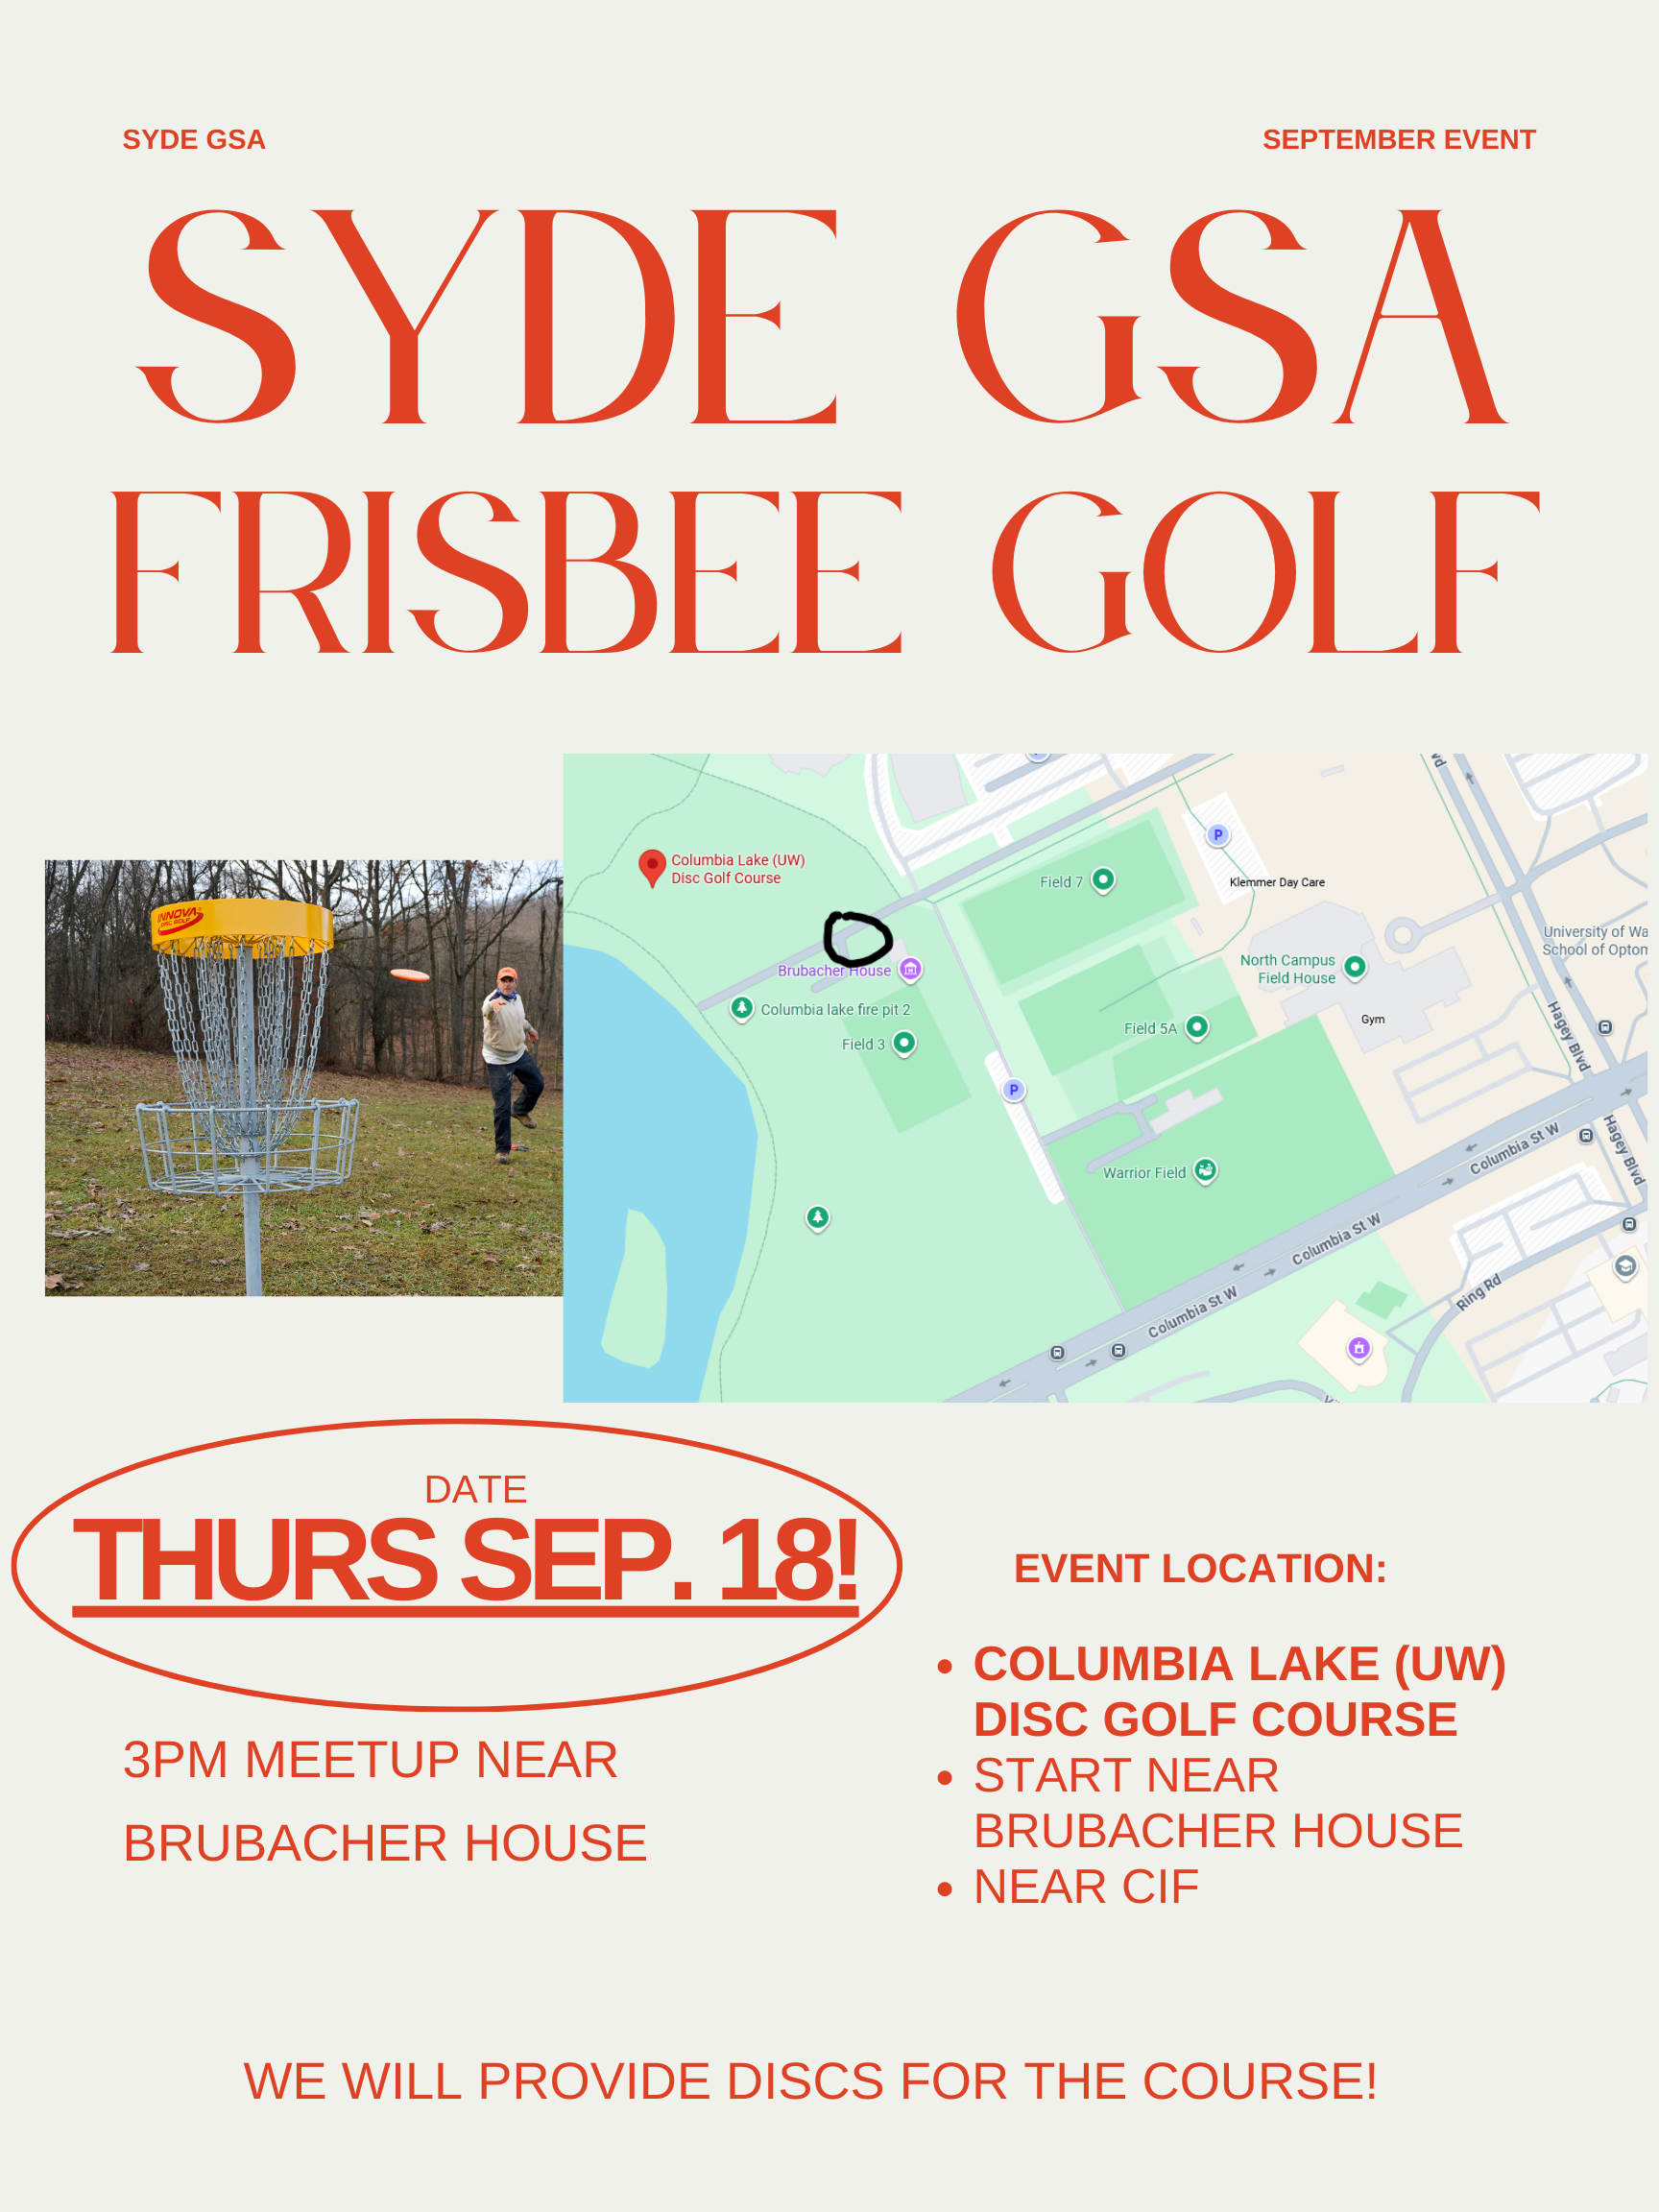 SYDE GSA
SEPTEMBER EVENT
SYDE GSA
FRISBEE GOLF
INNOVA
DISC GOLF
Columbia Lake (UW)
Disc Golf Course
Brubacher House
Columbia lake fire pit 2
Field 3
Field 7
P
Klemmer Day Care
North Campus
Field House
Gym
Field 5A
P
Warrior Field
University of Wa
School of Optom
Hagey Blvd
Hagey Blvd
Columbia St W
Columbia St W
Columbia St W
Ring Rd
DATE
THURS SEP. 18!
3PM MEETUP NEAR
BRUBACHER HOUSE
EVENT LOCATION:
• COLUMBIA LAKE (UW)
DISC GOLF COURSE
• START NEAR
BRUBACHER HOUSE
• NEAR CIF
WE WILL PROVIDE DISCS FOR THE COURSE!